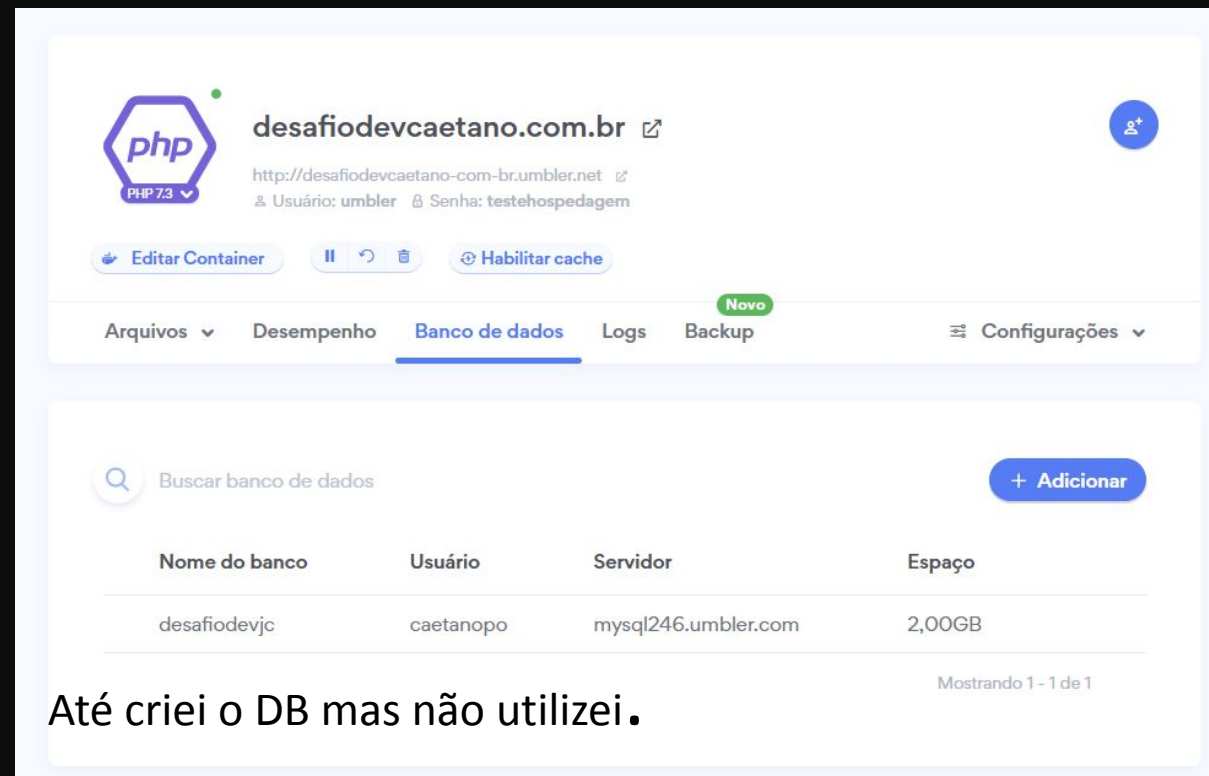 php
PHP 7.3
desafiodevcaetano.com.br
http://desafiodevcaetano-com-br.umbler.net
Usuário: umbler Senha: testehospedagem
Editar Container Habilitar cache
Novo
Arquivos Desempenho Banco de dados Logs Backup Configurações
Buscar banco de dados + Adicionar
Nome do banco Usuário Servidor Espaço
desafiodevjc caetanopo mysql246.umbler.com 2,00GB
Mostrando 1 - 1 de 1
Até criei o DB mas não utilizei.